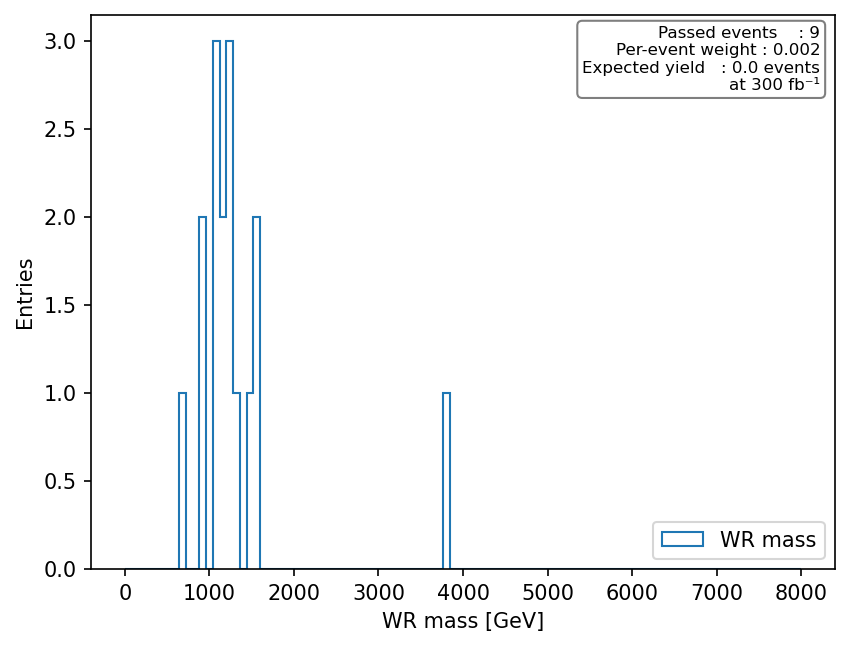 Passed events : 9
Per-event weight : 0.002
Expected yield : 0.0 events
at 300 fb⁻¹
3.0
2.5
2.0
1.5
1.0
0.5
0.0
Entries
WR mass
0 1000 2000 3000 4000 5000 6000 7000 8000
WR mass [GeV]